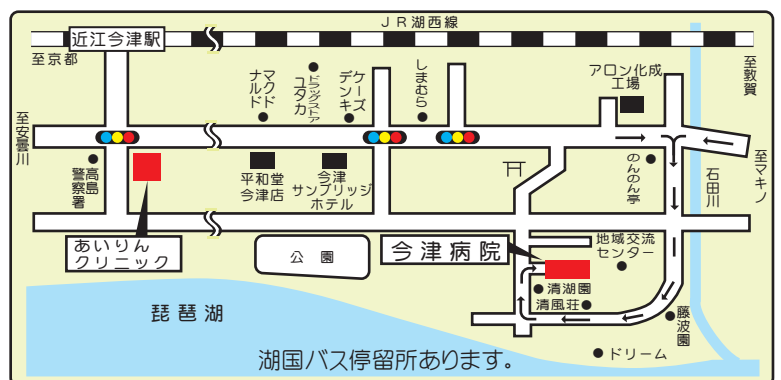 JR湖西線
近江今津駅
至京都
至敦賀
アロン化成
工場
しまむら
ケーズ
デンキ
ドラッグストア
ユタカ
マクド
ナルド
至安曇川
至マキノ
石田川
のんのん亭
高島
警察署
平和堂
今津店
今津
サンブリッジ
ホテル
あいりん
クリニック
公園
今津病院
地域交流
センター
清湖園
清風荘
藤波園
琵琶湖
ドリーム
湖国バス停留所あります。